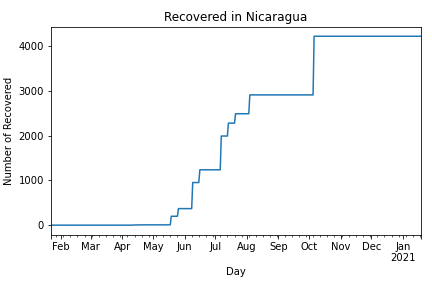 Recovered in Nicaragua
Number of Recovered
4000
3000
2000
1000
0
Feb Mar Apr May Jun Jul Aug Sep Oct Nov Dec Jan
2021
Day